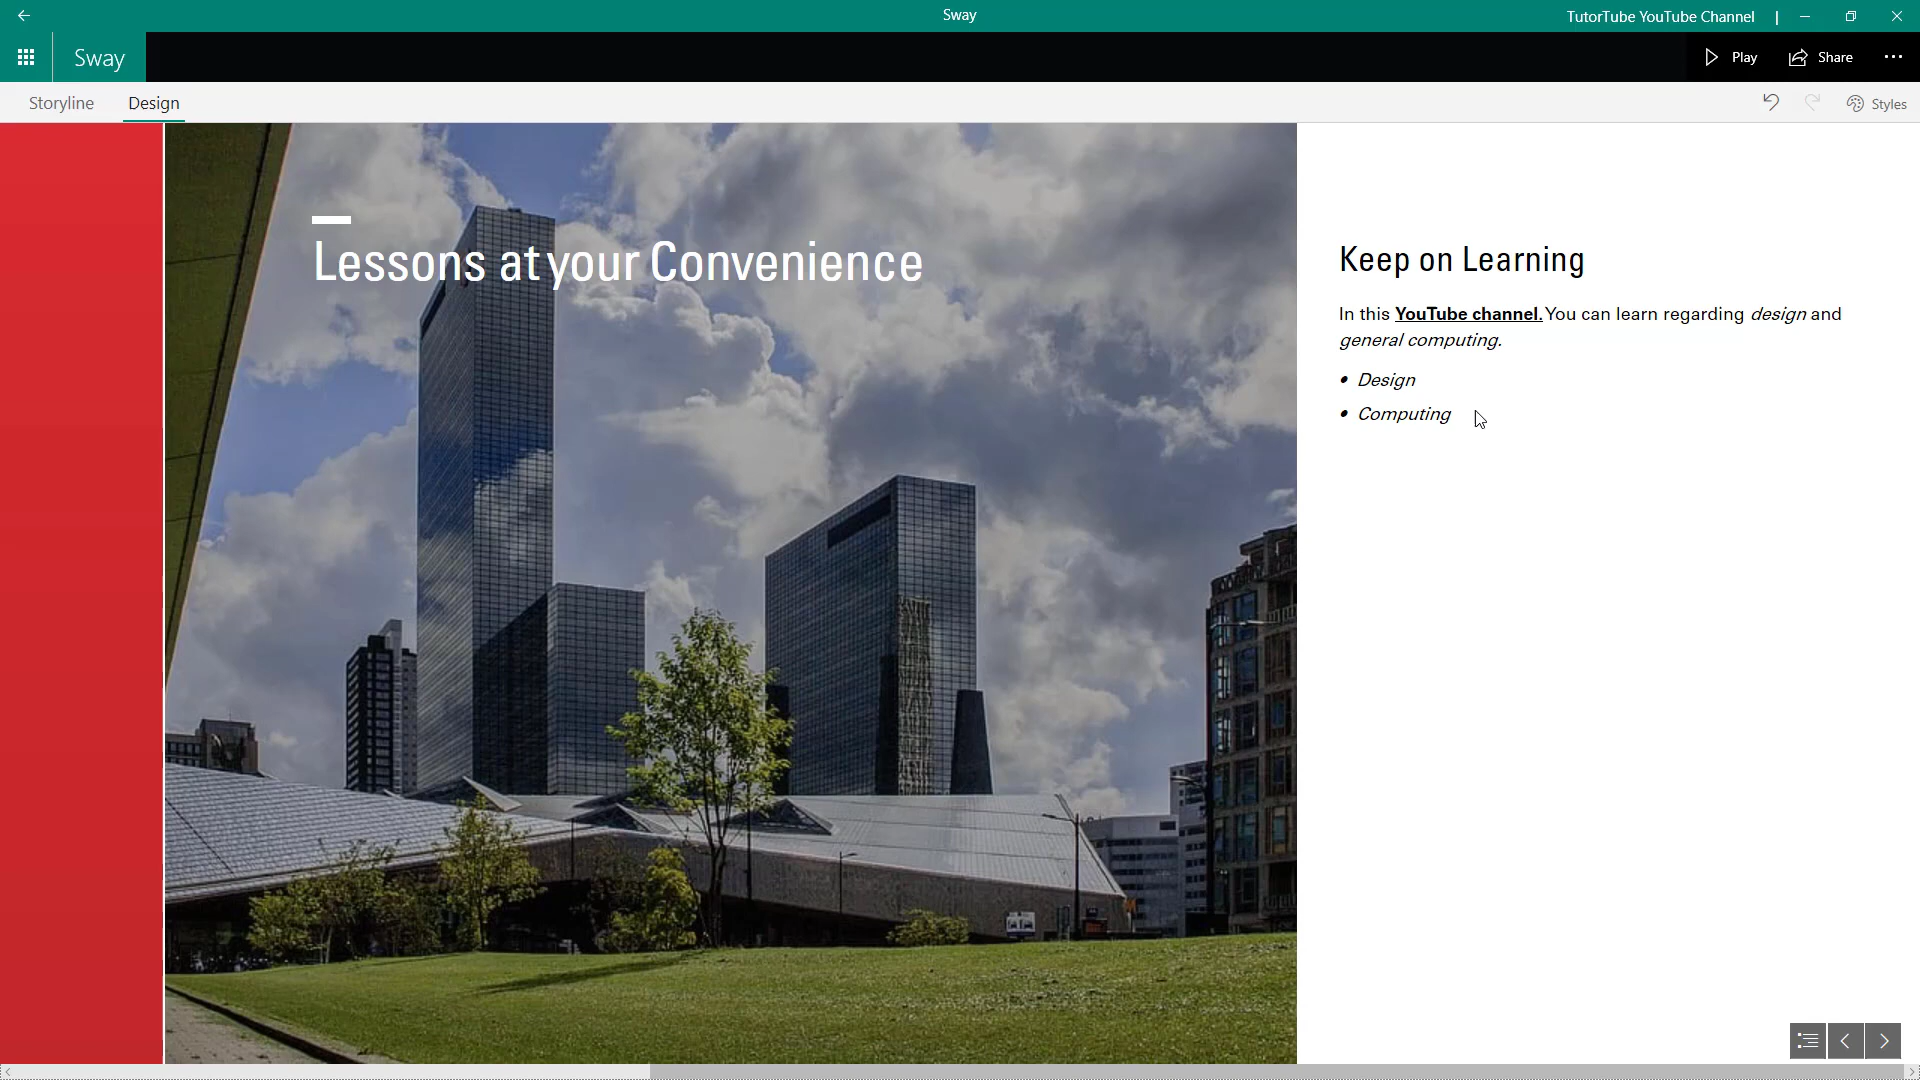 Sway
TutorTube YouTube Channel
Sway
Play
Share
Storyline
Design
Styles
Lessons at your Convenience
Keep on Learning
In this YouTube channel. You can learn regarding design and
general computing.
• Design
• Computing